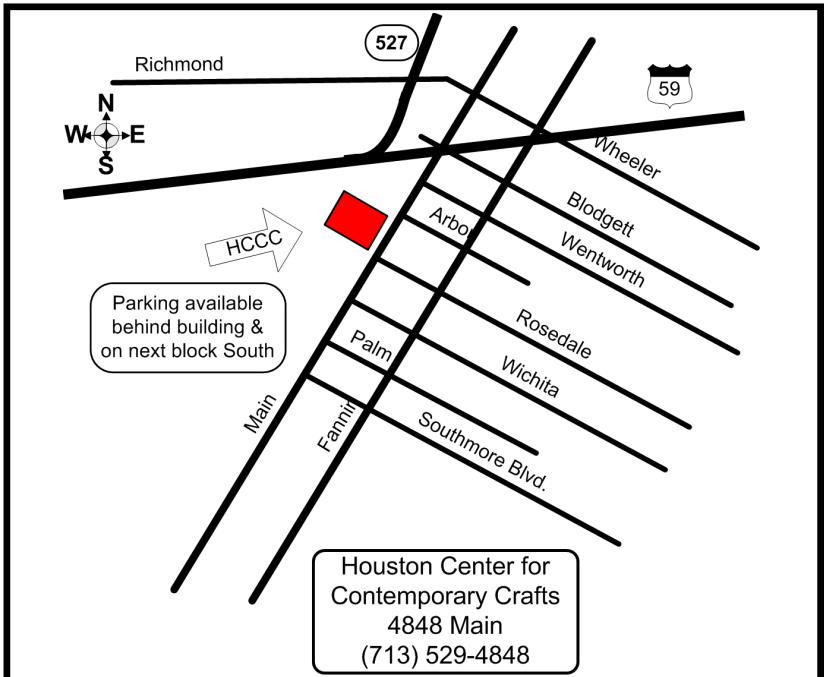 527
Richmond
59
N
W E
S
Wheeler
Blodgett
Arbor
Wentworth
HCCC
Parking available
behind building &
on next block South
Rosedale
Palm
Wichita
Main
Fannin
Southmore Blvd.
Houston Center for
Contemporary Crafts
4848 Main
(713) 529-4848